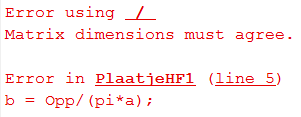 Error using  / 
Matrix dimensions must agree.
Error in PlaatjeHF1 (line 5)
b = Opp/(pi*a);